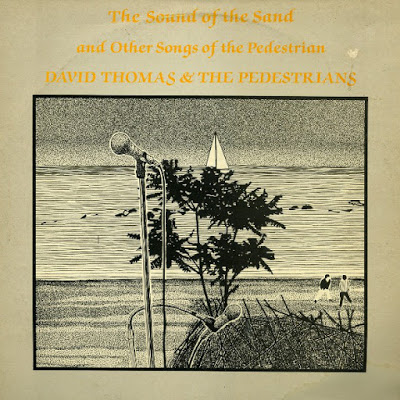 The Sound of the Sand
and Other Songs of the Pedestrian
DAVID THOMAS & THE PEDESTRIANS